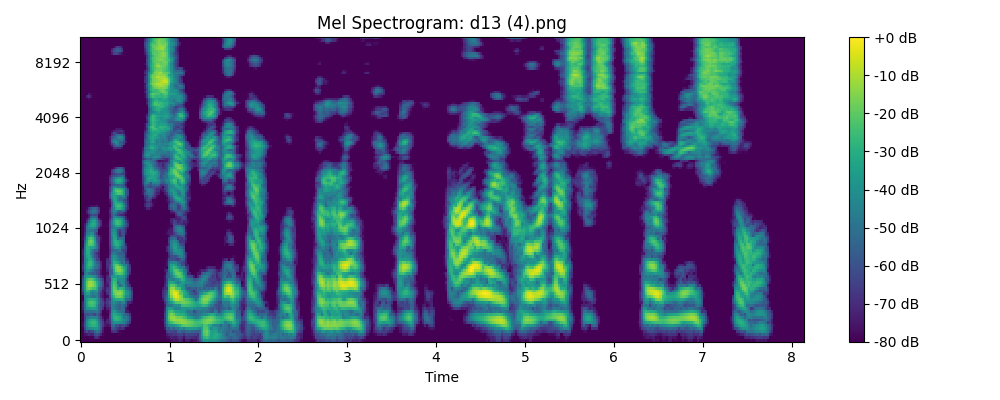 Mel Spectrogram: d13 (4).png
Hz
8192
4096
2048
1024
512
0
0 1 2 3 4 5 6 7 8
Time
+0 dB
-10 dB
-20 dB
-30 dB
-40 dB
-50 dB
-60 dB
-70 dB
-80 dB